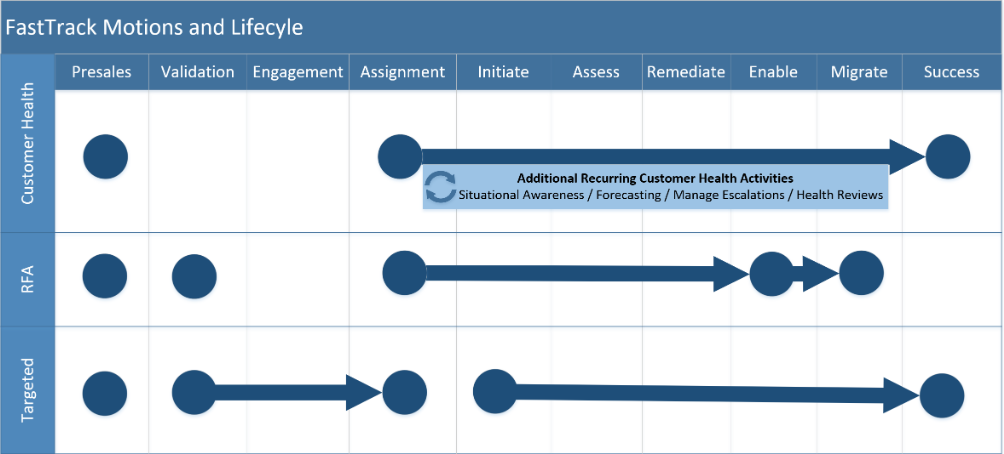 FastTrack Motions and Lifecyle
Presales Validation Engagement Assignment Initiate Assess Remediate Enable Migrate Success
Customer Health
Additional Recurring Customer Health Activities
Situational Awareness / Forecasting / Manage Escalations / Health Reviews
RFA
Targeted